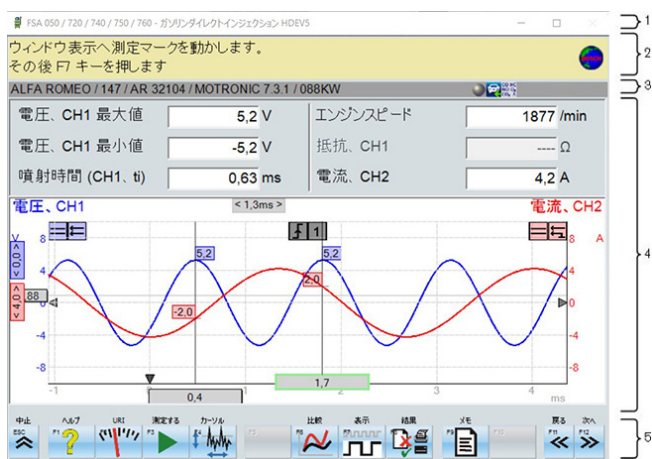 FSA 050 / 720 / 740 / 750 / 760 - ガソリンダイレクトインジェクション HDEV5
1
ウィンドウ表示へ測定マークを動かします。
その後 F7 キーを押します
2
ALFA ROMEO / 147 / AR 32104 / MOTRONIC 7.3.1 / 088KW
3
電圧、CH1 最大値 5,2 V エンジンスピード 1877 /min
電圧、CH1 最小値 -5,2 V 抵抗、CH1 ---- Ω
噴射時間 (CH1、ti) 0,63 ms 電流、CH2 4,2 A
電圧、CH1 < 1,3ms > 電流、CH2
1
V 8 8 A
5,2 5,2
< 0,0 >
4 4
2,0
< -4,0 >
88
0 0
-2,0
4
-4 -4
-8 -8
-1 2 3 4 ms
0,4 1,7
中止 ヘルプ URI 測定する カーソル 比較 表示 結果 メモ 戻る 次へ
ESC F1 F3 F4 F5 F6 F7 F8 F9 F10 F11 F12
5